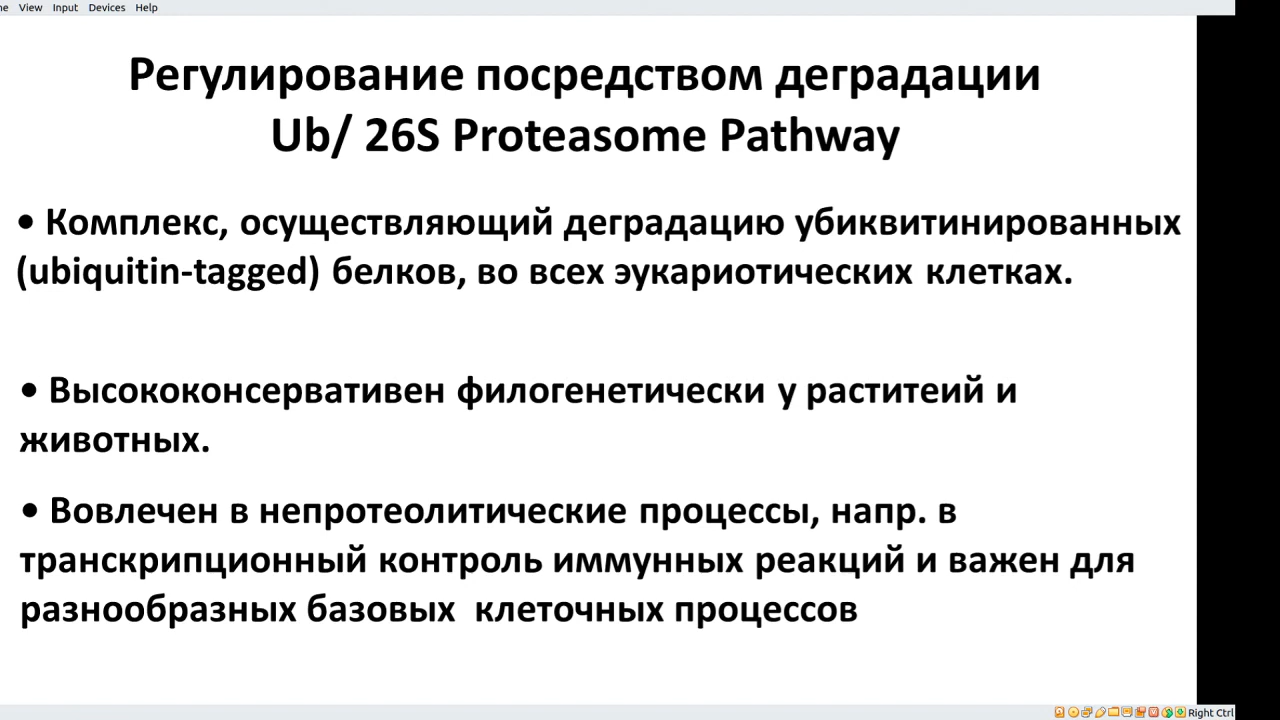 ne View Input Devices Help
Регулирование посредством деградации
Ub/ 26S Proteasome Pathway
• Комплекс, осуществляющий деградацию убиквитинированных
(ubiquitin-tagged) белков, во всех эукариотических клетках.
• Высококонсервативен филогенетически у раститеий и
животных.
• Вовлечен в непротеолитические процессы, напр. в
транскрипционный контроль иммунных реакций и важен для
разнообразных базовых клеточных процессов
Right Ctrl